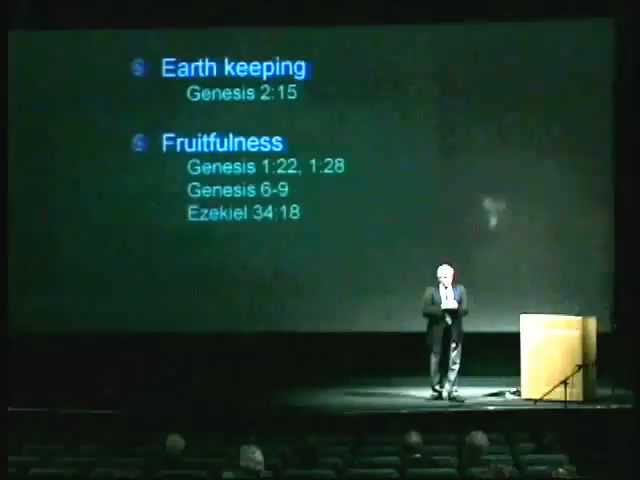 Earth keeping
Genesis 2:15
Fruitfulness
Genesis 1:22, 1:28
Genesis 6-9
Ezekiel 34:18